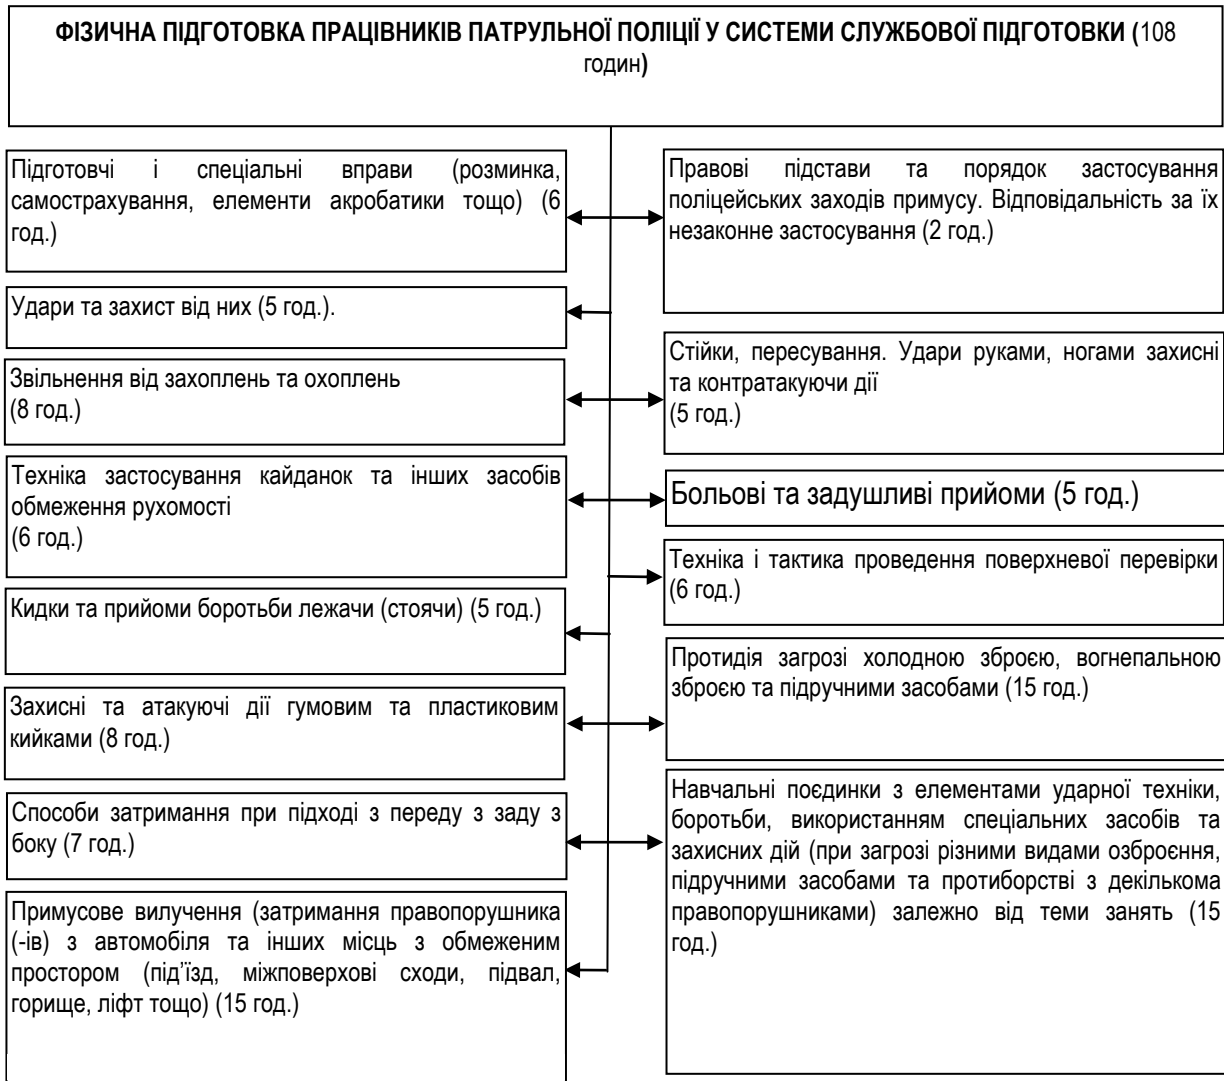 ФІЗИЧНА ПІДГОТОВКА ПРАЦІВНИКІВ ПАТРУЛЬНОЇ ПОЛІЦІЇ У СИСТЕМИ СЛУЖБОВОЇ ПІДГОТОВКИ (108
годин)
Підготовчі і спеціальні вправи (розминка,
самострахування, елементи акробатики тощо) (6
год.)
Удари та захист від них (5 год.).
Звільнення від захоплень та охоплень
(8 год.)
Техніка застосування кайданок та інших засобів
обмеження рухомості
(6 год.)
Кидки та прийоми боротьби лежачи (стоячи) (5 год.)
Захисні та атакуючі дії гумовим та пластиковим
кийками (8 год.)
Способи затримання при підході з переду з заду з
боку (7 год.)
Примусове вилучення (затримання правопорушника
(-ів) з автомобіля та інших місць з обмеженим
простором (під’їзд, міжповерхові сходи, підвал,
горище, ліфт тощо) (15 год.)
Правові підстави та порядок застосування
поліцейських заходів примусу. Відповідальність за їх
незаконне застосування (2 год.)
Стійки, пересування. Удари руками, ногами захисні
та контратакуючи дії
(5 год.)
Больові та задушливі прийоми (5 год.)
Техніка і тактика проведення поверхневої перевірки
(6 год.)
Протидія загрозі холодною зброєю, вогнепальною
зброєю та підручними засобами (15 год.)
Навчальні поєдинки з елементами ударної техніки,
боротьби, використанням спеціальних засобів та
захисних дій (при загрозі різними видами озброєння,
підручними засобами та протиборстві з декількома
правопорушниками) залежно від теми занять (15
год.)